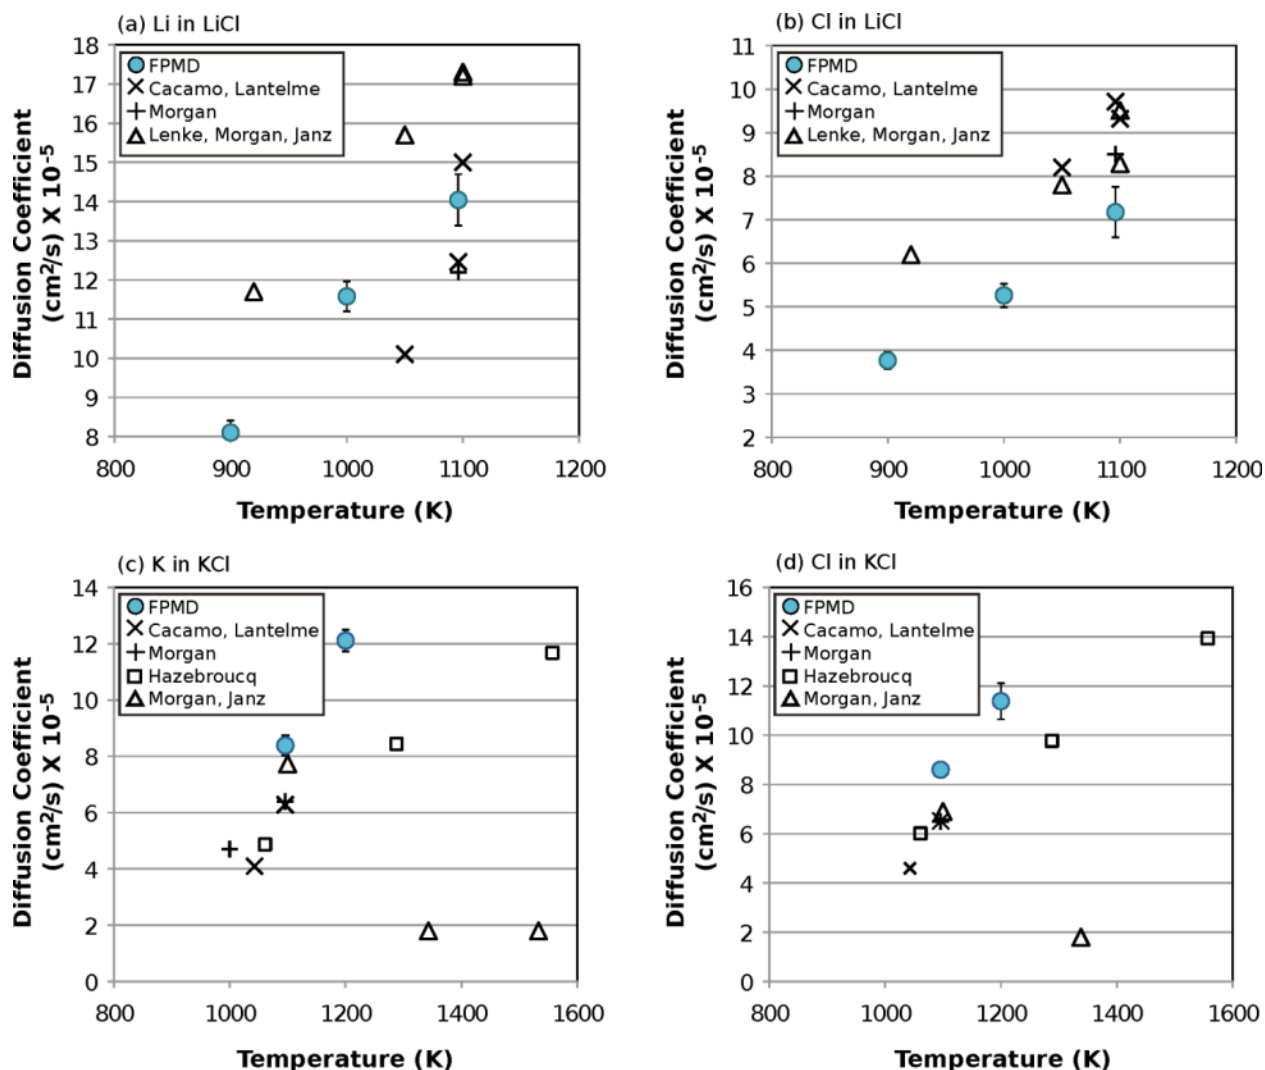 (a) Li in LiCl
Diffusion Coefficient
(cm²/s) X 10⁻⁵
18
17
16
15
14
13
12
11
10
9
8
FPMD
Cacamo, Lantelme
Morgan
Lenke, Morgan, Janz
800 900 1000 1100 1200
Temperature (K)
(b) Cl in LiCl
Diffusion Coefficient
(cm²/s) X 10⁻⁵
11
10
9
8
7
6
5
4
3
2
FPMD
Cacamo, Lantelme
Morgan
Lenke, Morgan, Janz
800 900 1000 1100 1200
Temperature (K)
(c) K in KCl
Diffusion Coefficient
(cm²/s) X 10⁻⁵
14
12
10
8
6
4
2
0
FPMD
Cacamo, Lantelme
Morgan
Hazebroucq
Morgan, Janz
800 1000 1200 1400 1600
Temperature (K)
(d) Cl in KCl
Diffusion Coefficient
(cm²/s) X 10⁻⁵
16
14
12
10
8
6
4
2
0
FPMD
Cacamo, Lantelme
Morgan
Hazebroucq
Morgan, Janz
800 1000 1200 1400 1600
Temperature (K)